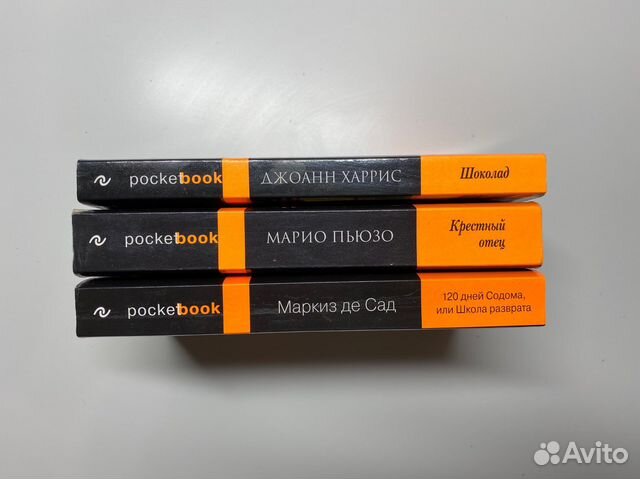 pocketbook ДЖОАНН ХАРРИС Шоколад
pocketbook МАРИО ПЬЮЗО Крестный
отец
pocketbook Маркиз де Сад 120 дней Содома,
или Школа разврата
Avito